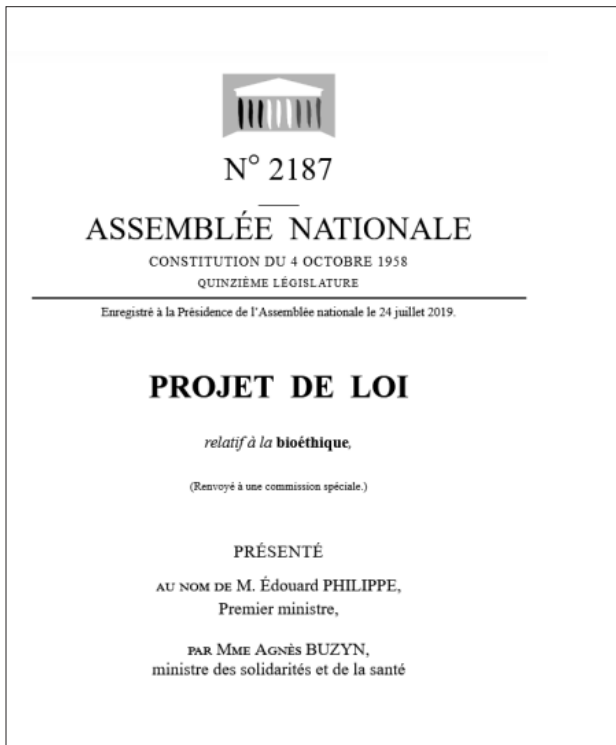 N° 2187
ASSEMBLÉE NATIONALE
CONSTITUTION DU 4 OCTOBRE 1958
QUINZIÈME LÉGISLATURE
Enregistré à la Présidence de l'Assemblée nationale le 24 juillet 2019.
PROJET DE LOI
relatif à la bioéthique,
(Renvoyé à une commission spéciale.)
PRÉSENTÉ
AU NOM DE M. Édouard PHILIPPE,
Premier ministre,
PAR MME AGNÈS BUZYN,
ministre des solidarités et de la santé